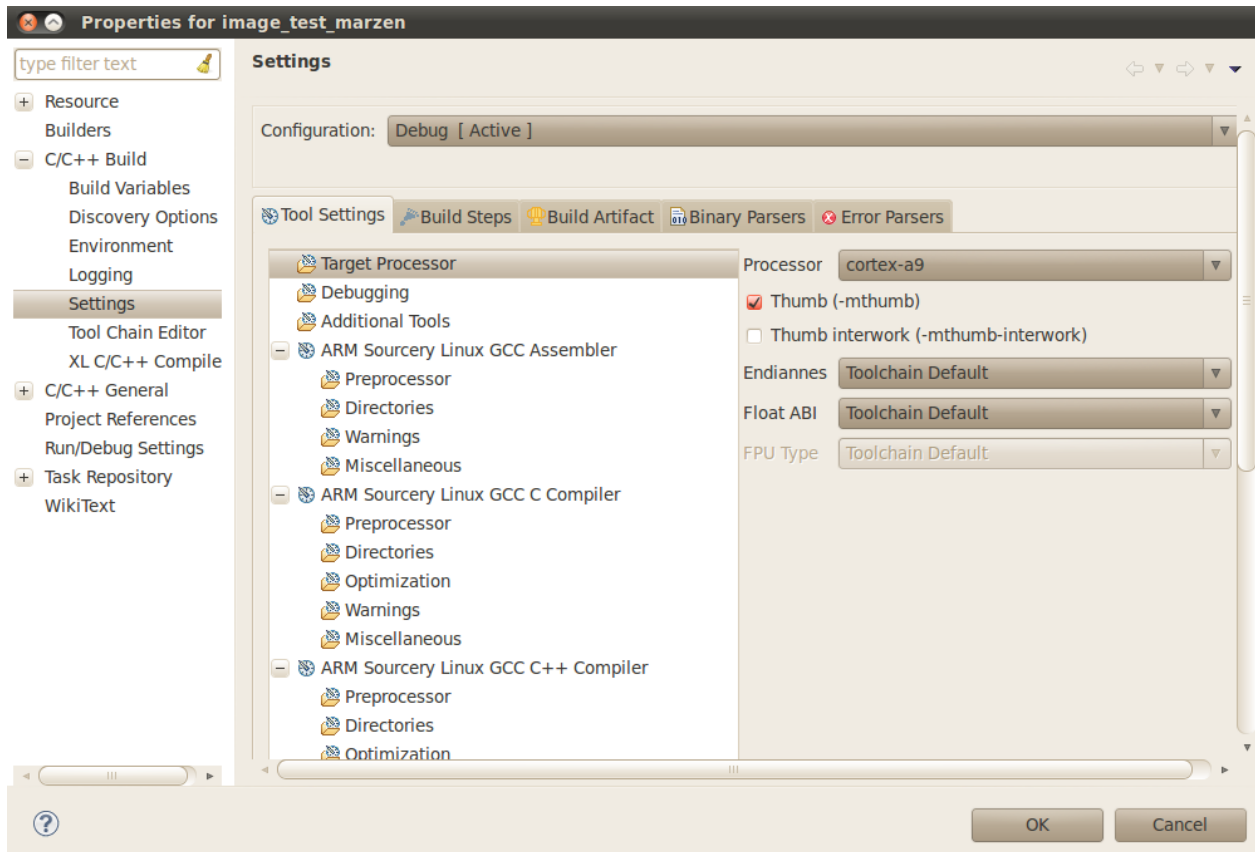 Properties for image_test_marzen
type filter text
Resource
Builders
C/C++ Build
Build Variables
Discovery Options
Environment
Logging
Settings
Tool Chain Editor
XL C/C++ Compile
C/C++ General
Project References
Run/Debug Settings
Task Repository
WikiText
Settings
Configuration: Debug [ Active ]
Tool Settings Build Steps Build Artifact Binary Parsers Error Parsers
Target Processor
Debugging
Additional Tools
ARM Sourcery Linux GCC Assembler
Preprocessor
Directories
Warnings
Miscellaneous
ARM Sourcery Linux GCC C Compiler
Preprocessor
Directories
Optimization
Warnings
Miscellaneous
ARM Sourcery Linux GCC C++ Compiler
Preprocessor
Directories
Optimization
Processor cortex-a9
Thumb (-mthumb)
Thumb interwork (-mthumb-interwork)
Endiannes Toolchain Default
Float ABI Toolchain Default
FPU Type Toolchain Default
OK Cancel